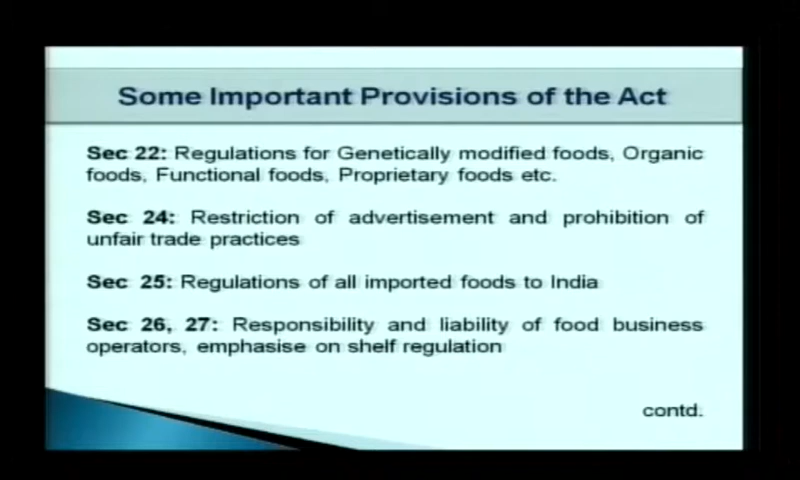 Some Important Provisions of the Act
Sec 22: Regulations for Genetically modified foods, Organic
foods, Functional foods, Proprietary foods etc.
Sec 24: Restriction of advertisement and prohibition of
unfair trade practices
Sec 25: Regulations of all imported foods to India
Sec 26, 27: Responsibility and liability of food business
operators, emphasise on shelf regulation
contd.